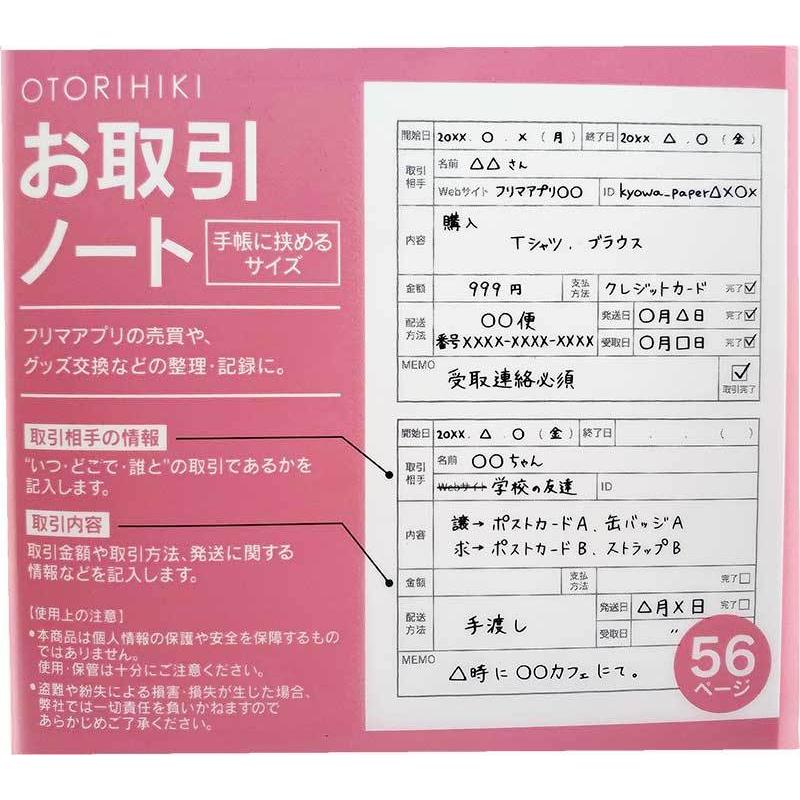 OTORIHIKI
お取引
ノート
手帳に挟める
サイズ
フリマアプリの売買や、
グッズ交換などの整理・記録に。
取引相手の情報
“いつ・どこで・誰と”の取引であるかを
記入します。
取引内容
取引金額や取引方法、発送に関する
情報などを記入します。
【使用上の注意】
•本商品は個人情報の保護や安全を保障するもの
ではありません。
使用・保管は十分にご注意ください。
•盗難や紛失による損害・損失が生じた場合、
弊社では一切責任を負いかねますので
あらかじめご了承ください。
開始日 20XX . ○ . × (月) 終了日 20XX . △ . ○ (金)
取引相手 名前 △△さん
Webサイト フリマアプリ○○ ID kyowa_paper△×○×
内容 購入
Tシャツ、ブラウス
金額 999円 支払方法 クレジットカード 完了☑
配送方法 ○○便 発送日 ○月△日 完了☑
番号XXXX-XXXX-XXXX 受取日 ○月□日 完了☑
MEMO 受取連絡必須 ☑
取引完了
開始日 20XX . △ . ○ (金) 終了日 . . ( )
取引相手 名前 ○○ちゃん
Webサイト 学校の友達 ID
内容 譲→ポストカードA、缶バッジA
求→ポストカードB、ストラップB
金額 支払方法 完了□
配送方法 手渡し 発送日 △月×日 完了□
受取日 〃
MEMO △時に○○カフェにて。
56
ページ